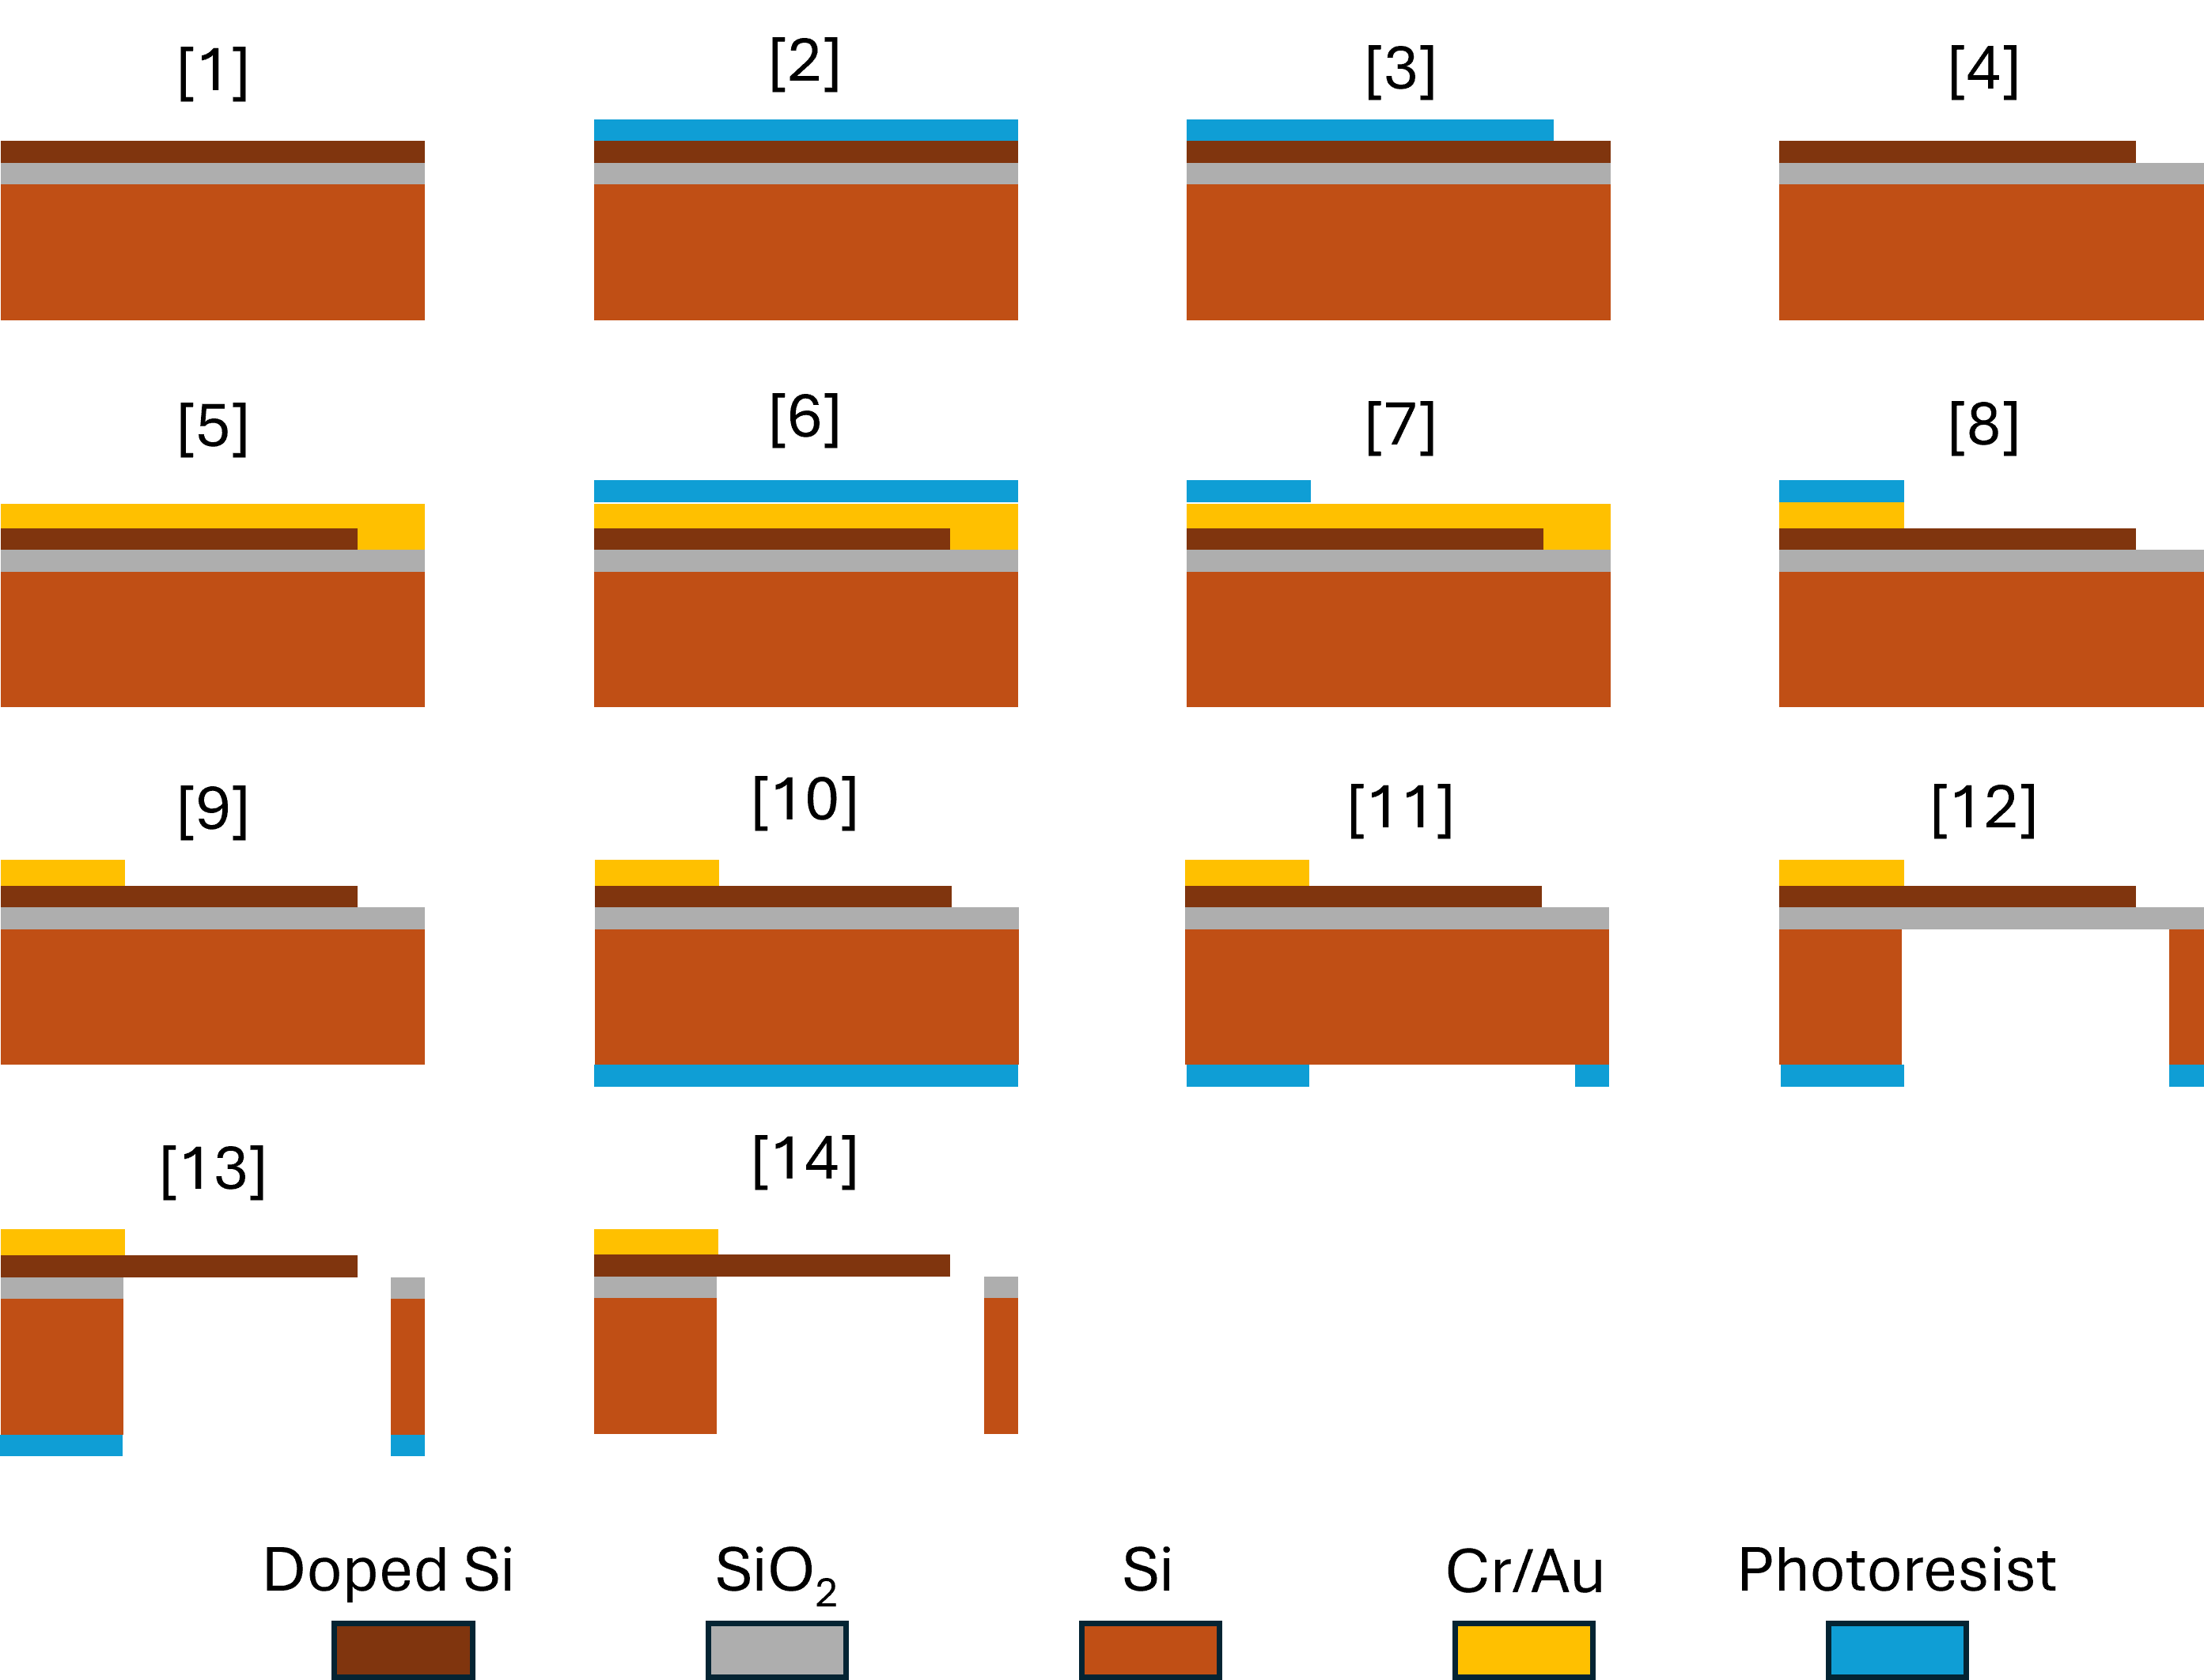 [1] [2] [3] [4]
[5] [6] [7] [8]
[9] [10] [11] [12]
[13] [14]
Doped Si SiO₂ Si Cr/Au Photoresist